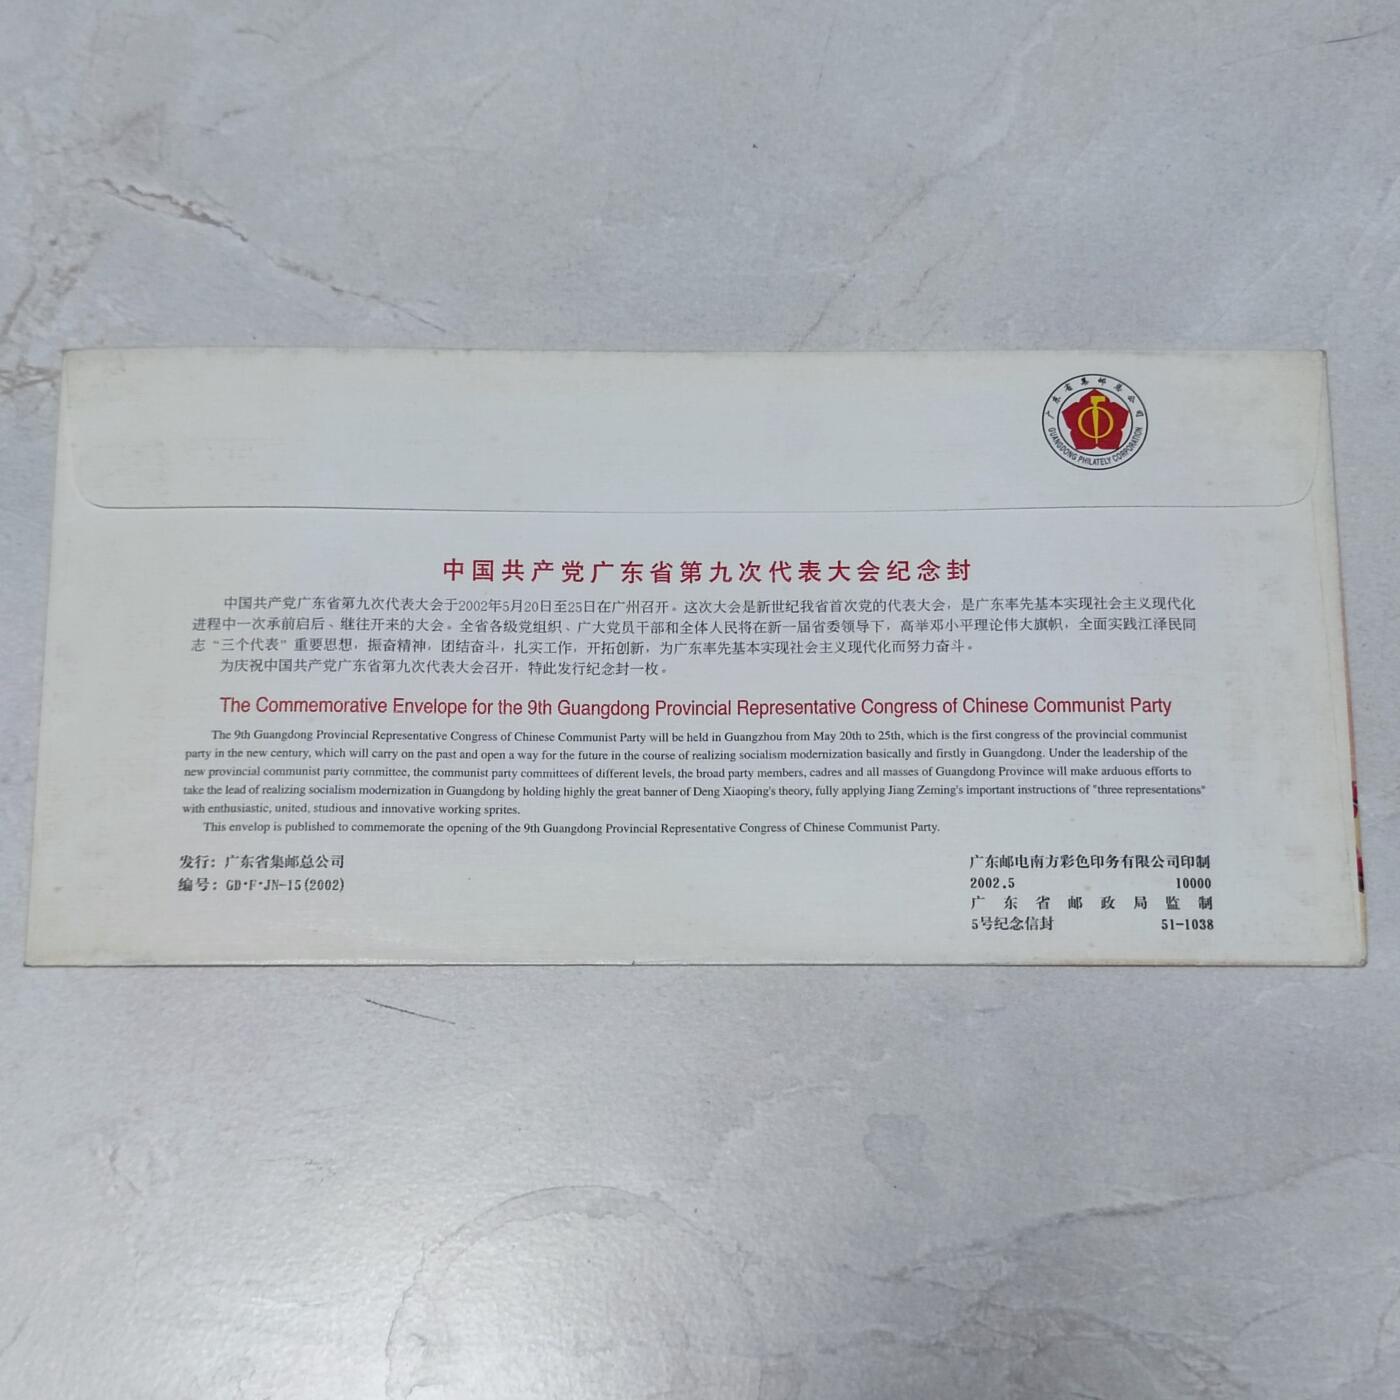 广东省集邮总公司
GUANGDONG PHILATELY CORPORATION
中国共产党广东省第九次代表大会纪念封
中国共产党广东省第九次代表大会于2002年5月20日至25日在广州召开。这次大会是新世纪我省首次党的代表大会，是广东率先基本实现社会主义现代化
进程中一次承前启后、继往开来的大会。全省各级党组织、广大党员干部和全体人民将在新一届省委领导下，高举邓小平理论伟大旗帜，全面实践江泽民同
志“三个代表”重要思想，振奋精神，团结奋斗，扎实工作，开拓创新，为广东率先基本实现社会主义现代化而努力奋斗。
为庆祝中国共产党广东省第九次代表大会召开，特此发行纪念封一枚。
The Commemorative Envelope for the 9th Guangdong Provincial Representative Congress of Chinese Communist Party
The 9th Guangdong Provincial Representative Congress of Chinese Communist Party will be held in Guangzhou from May 20th to 25th, which is the first congress of the provincial communist
party in the new century, which will carry on the past and open a way for the future in the course of realizing socialism modernization basically and firstly in Guangdong. Under the leadership of the
new provincial communist party committee, the communist party committees of different levels, the broad party members, cadres and all masses of Guangdong Province will make arduous efforts to
take the lead of realizing socialism modernization in Guangdong by holding highly the great banner of Deng Xiaoping's theory, fully applying Jiang Zeming's important instructions of "three representations"
with enthusiastic, united, studious and innovative working sprites.
This envelop is published to commemorate the opening of the 9th Guangdong Provincial Representative Congress of Chinese Communist Party.
发行：广东省集邮总公司
编号：GD·F·JN-15(2002)
广东邮电南方彩色印务有限公司印制
2002.5 10000
广东省邮政局监制
5号纪念信封 51-1038